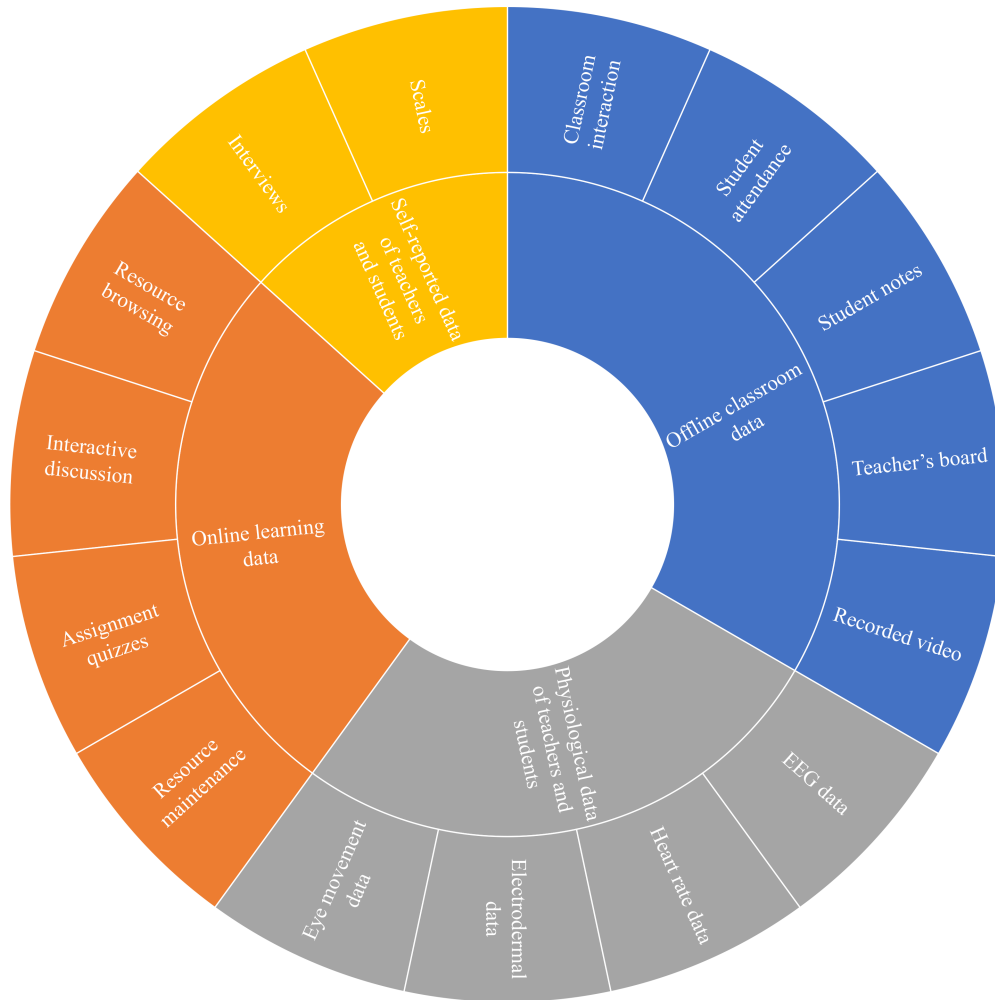 Classroom
interaction
Student
attendance
Student notes
Teacher’s board
Recorded video
Offline classroom
data
EEG data
Heart rate data
Electrodermal
data
Eye movement
data
Physiological data
of teachers and
students
Resource
maintenance
Assignment
quizzes
Interactive
discussion
Resource
browsing
Online learning
data
Interviews
Scales
Self-reported data
of teachers
and students